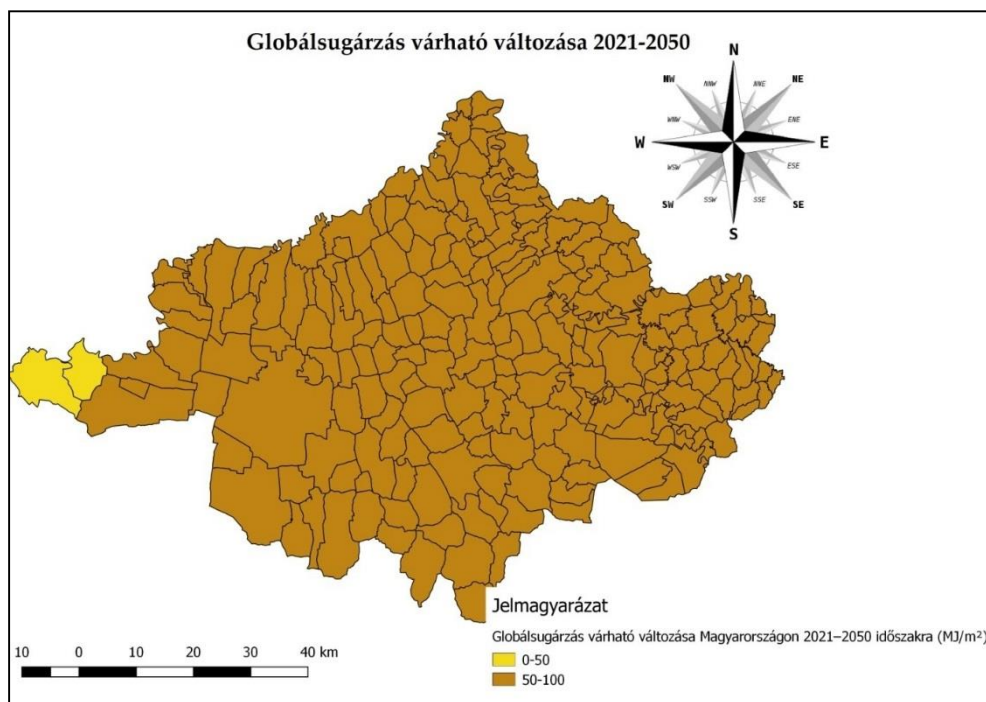 Globálsugárzás várható változása 2021-2050
N
NNW
NNE
NW
NE
WNW
ENE
W
E
WSW
ESE
SW
SE
SSW
SSE
S
Jelmagyarázat
Globálsugárzás várható változása Magyarországon 2021–2050 időszakra (MJ/m²)
0-50
50-100
10 0 10 20 30 40 km